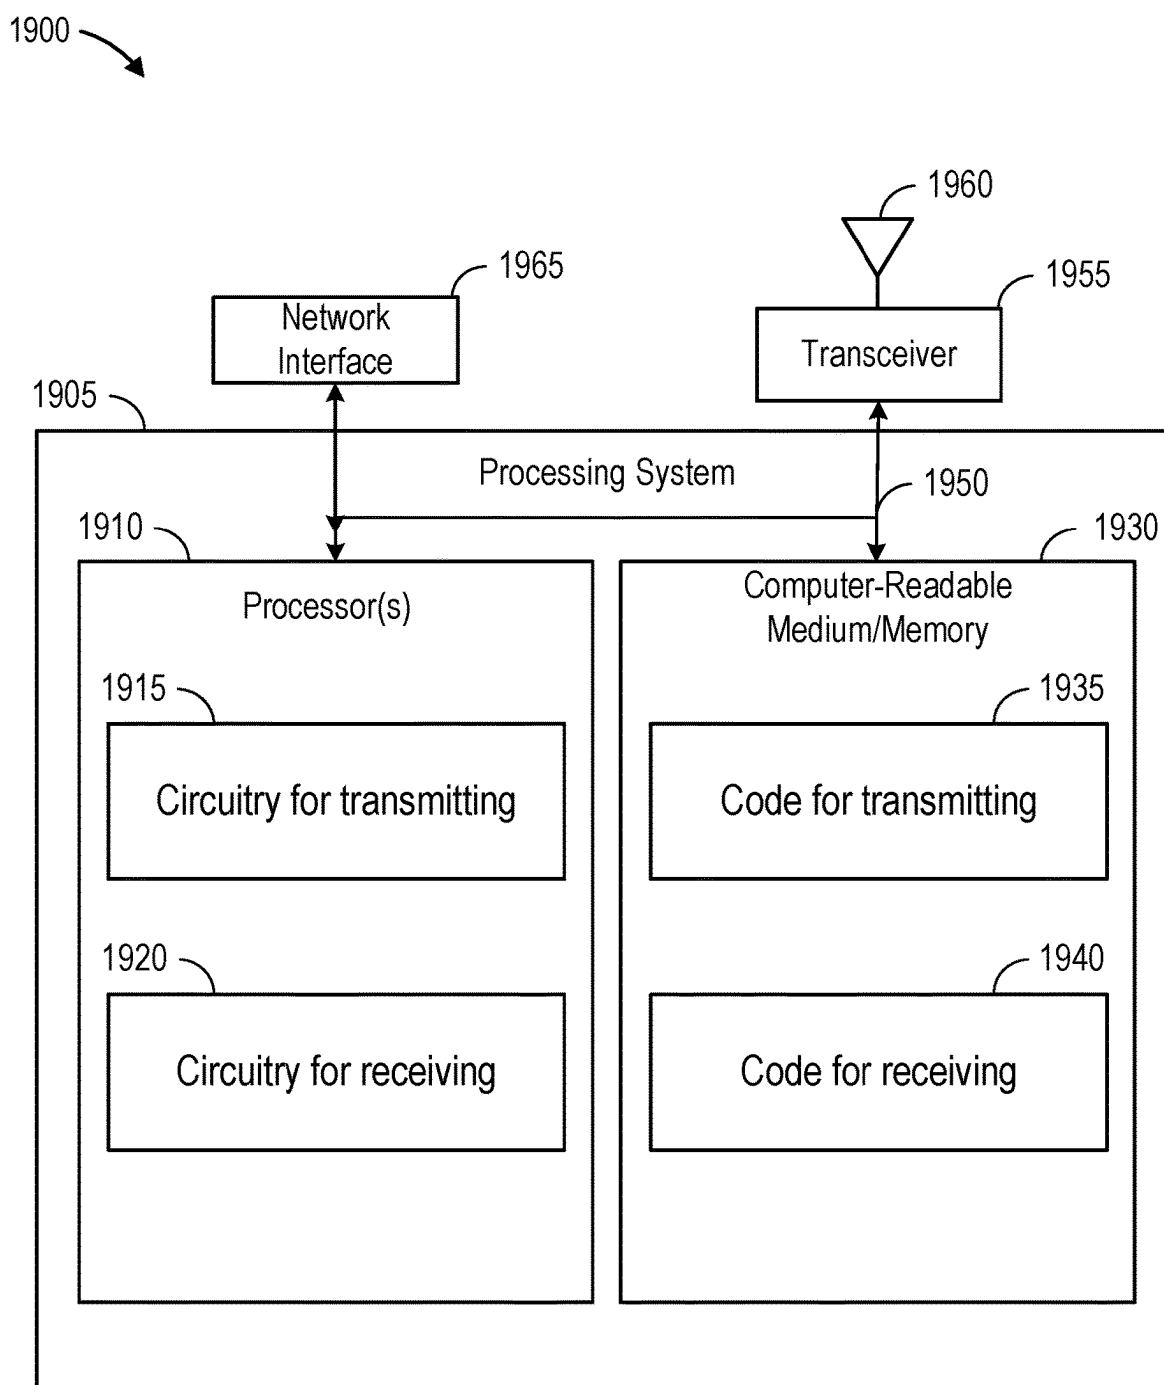 1900
1960
1965
1955
Network
Interface
Transceiver
1905
Processing System
1950
1910
1930
Processor(s)
Computer-Readable
Medium/Memory
1915
1935
Circuitry for transmitting
Code for transmitting
1920
1940
Circuitry for receiving
Code for receiving